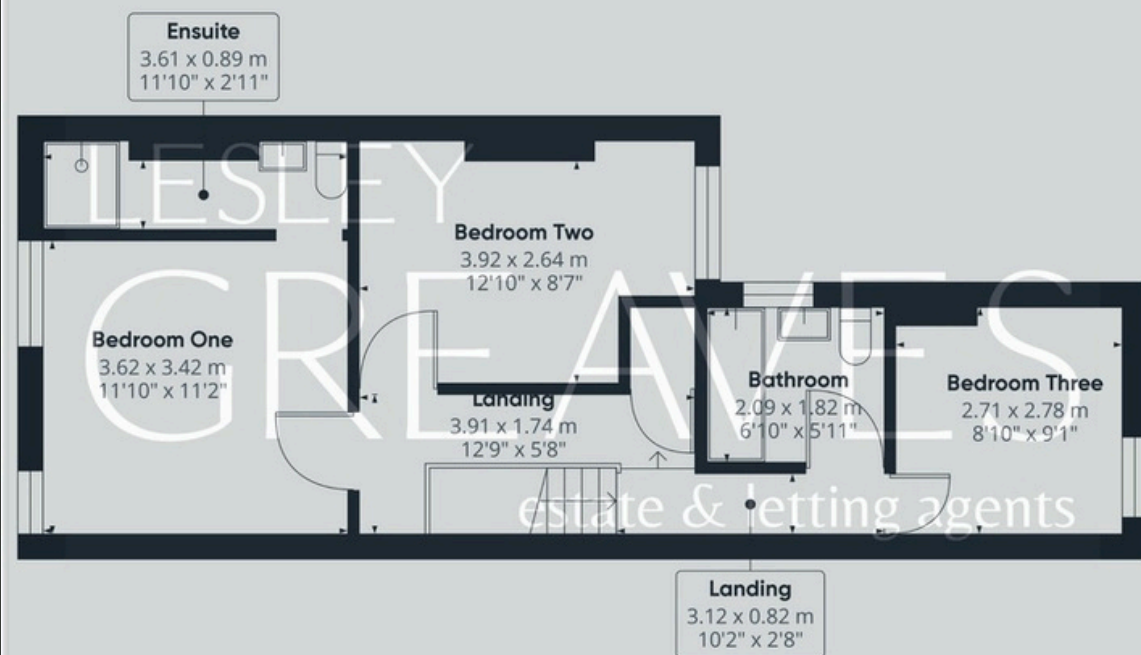 Ensuite
3.61 x 0.89 m
11'10" x 2'11"
LESLEY
GREAVES
estate & letting agents
Bedroom Two
3.92 x 2.64 m
12'10" x 8'7"
Bedroom One
3.62 x 3.42 m
11'10" x 11'2"
Landing
3.91 x 1.74 m
12'9" x 5'8"
Bathroom
2.09 x 1.82 m
6'10" x 5'11"
Bedroom Three
2.71 x 2.78 m
8'10" x 9'1"
Landing
3.12 x 0.82 m
10'2" x 2'8"